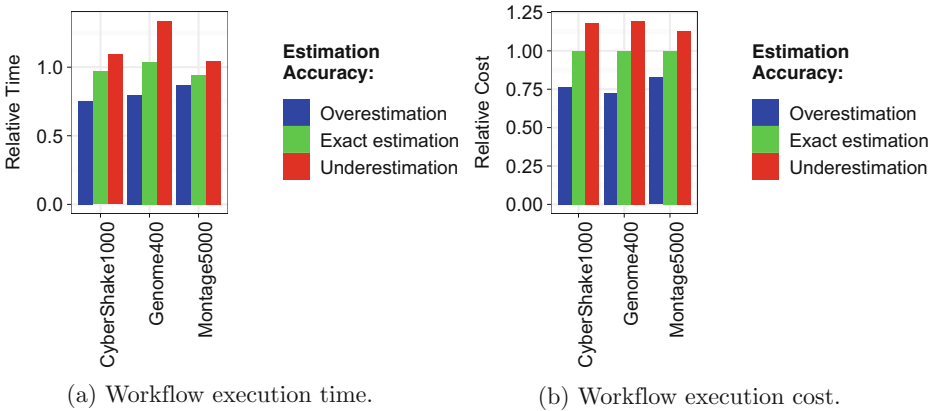 Relative Time
1.0
0.5
0.0
CyberShake1000
Genome400
Montage5000
Estimation
Accuracy:
Overestimation
Exact estimation
Underestimation
(a) Workflow execution time.
Relative Cost
1.25
1.00
0.75
0.50
0.25
0.00
CyberShake1000
Genome400
Montage5000
Estimation
Accuracy:
Overestimation
Exact estimation
Underestimation
(b) Workflow execution cost.